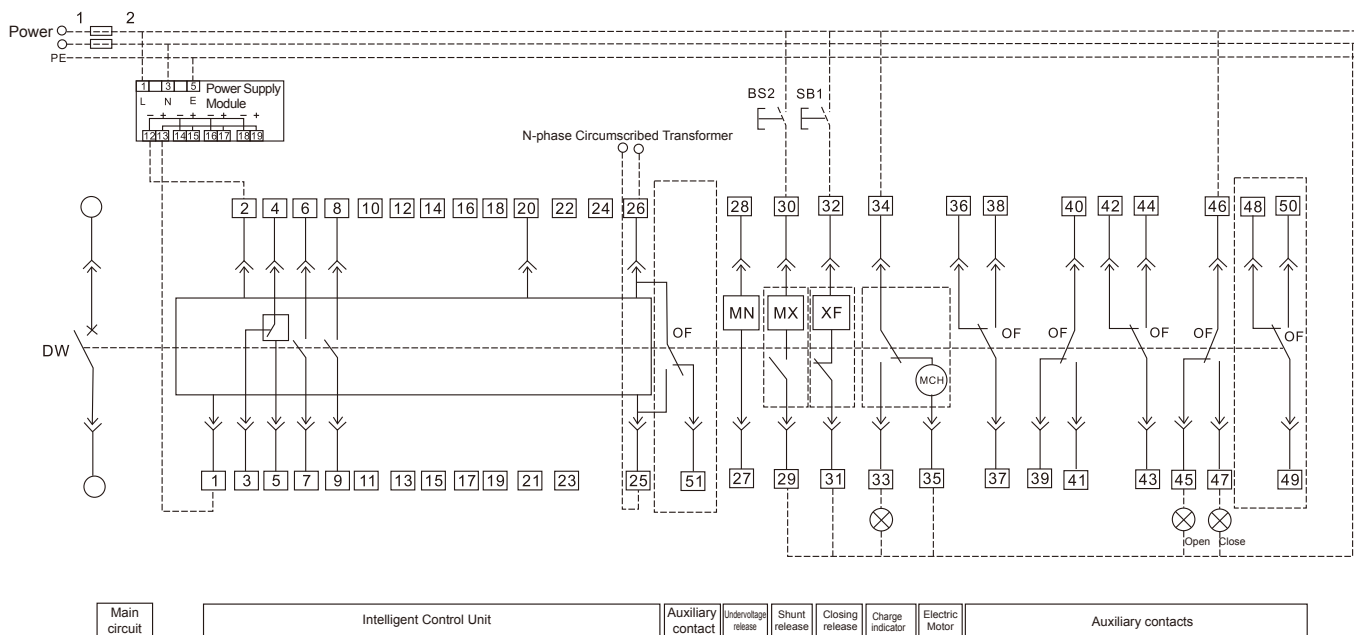 1 2
Power
PE
1 3 5 Power Supply
L N E Module
− + − + − + − +
12 13 14 15 16 17 18 19
BS2 SB1
N-phase Circumscribed Transformer
2 4 6 8 10 12 14 16 18 20 22 24 26 28 30 32 34 36 38 40 42 44 46 48 50
MN MX XF
OF OF OF OF OF OF
DW
MCH
1 3 5 7 9 11 13 15 17 19 21 23 25 51 27 29 31 33 35 37 39 41 43 45 47 49
Open Close
Main
circuit
Intelligent Control Unit
Auxiliary
contact
Undervoltage
release
Shunt
release
Closing
release
Charge
indicator
Electric
Motor
Auxiliary contacts